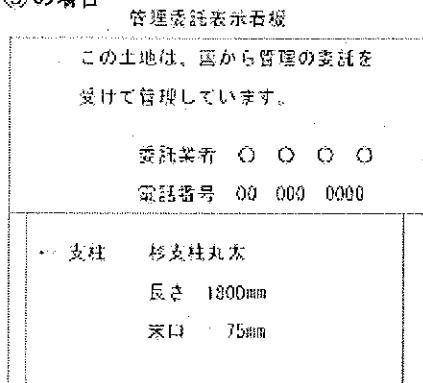 の場合
管理委託表示看板
この土地は、国から管理の委託を
受けて管理しています。
委託業者 ○ ○ ○ ○
電話番号 00 000 0000
支柱 杉支柱丸太
長さ 1800mm
末口 75mm